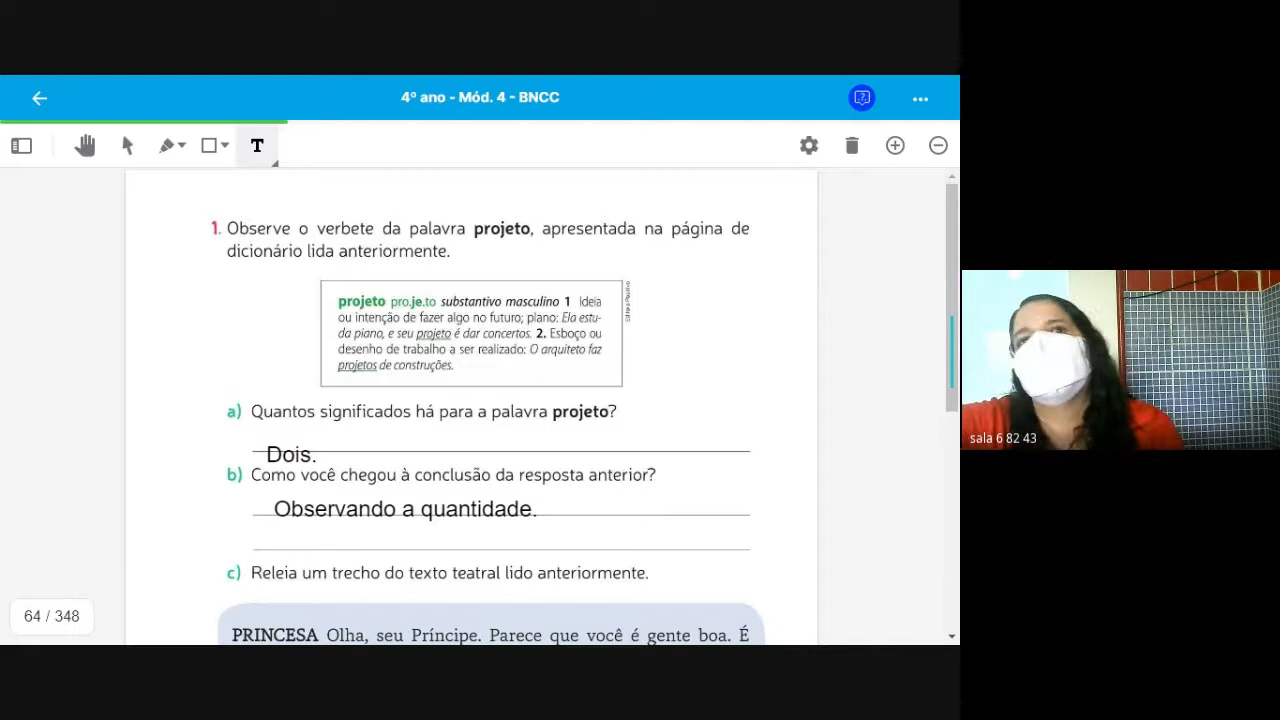 4º ano - Mód. 4 - BNCC
T
1. Observe o verbete da palavra projeto, apresentada na página de
dicionário lida anteriormente.
projeto pro.je.to substantivo masculino 1 Ideia
ou intenção de fazer algo no futuro; plano: Ela estu-
da piano, e seu projeto é dar concertos. 2. Esboço ou
desenho de trabalho a ser realizado: O arquiteto faz
projetos de construções.
a) Quantos significados há para a palavra projeto?
Dois.
b) Como você chegou à conclusão da resposta anterior?
Observando a quantidade.
c) Releia um trecho do texto teatral lido anteriormente.
64 / 348
PRINCESA Olha, seu Príncipe. Parece que você é gente boa. É
sala 6 82 43